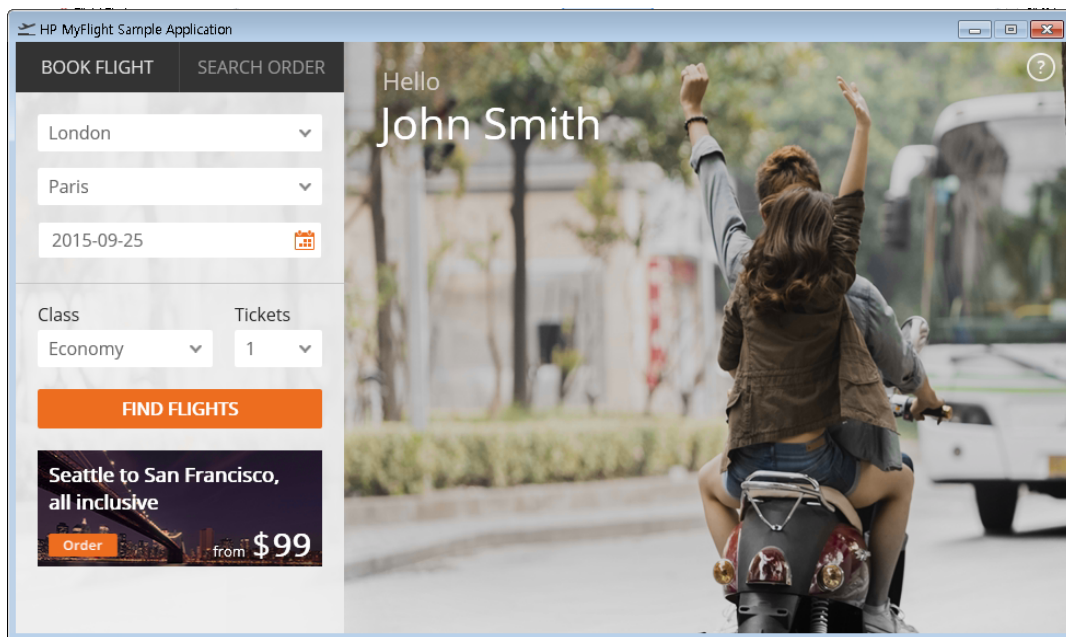 HP MyFlight Sample Application
BOOK FLIGHT
SEARCH ORDER
Hello
John Smith
?
London
Paris
2015-09-25
Class
Tickets
Economy
1
FIND FLIGHTS
Seattle to San Francisco,
all inclusive
Order
from $99